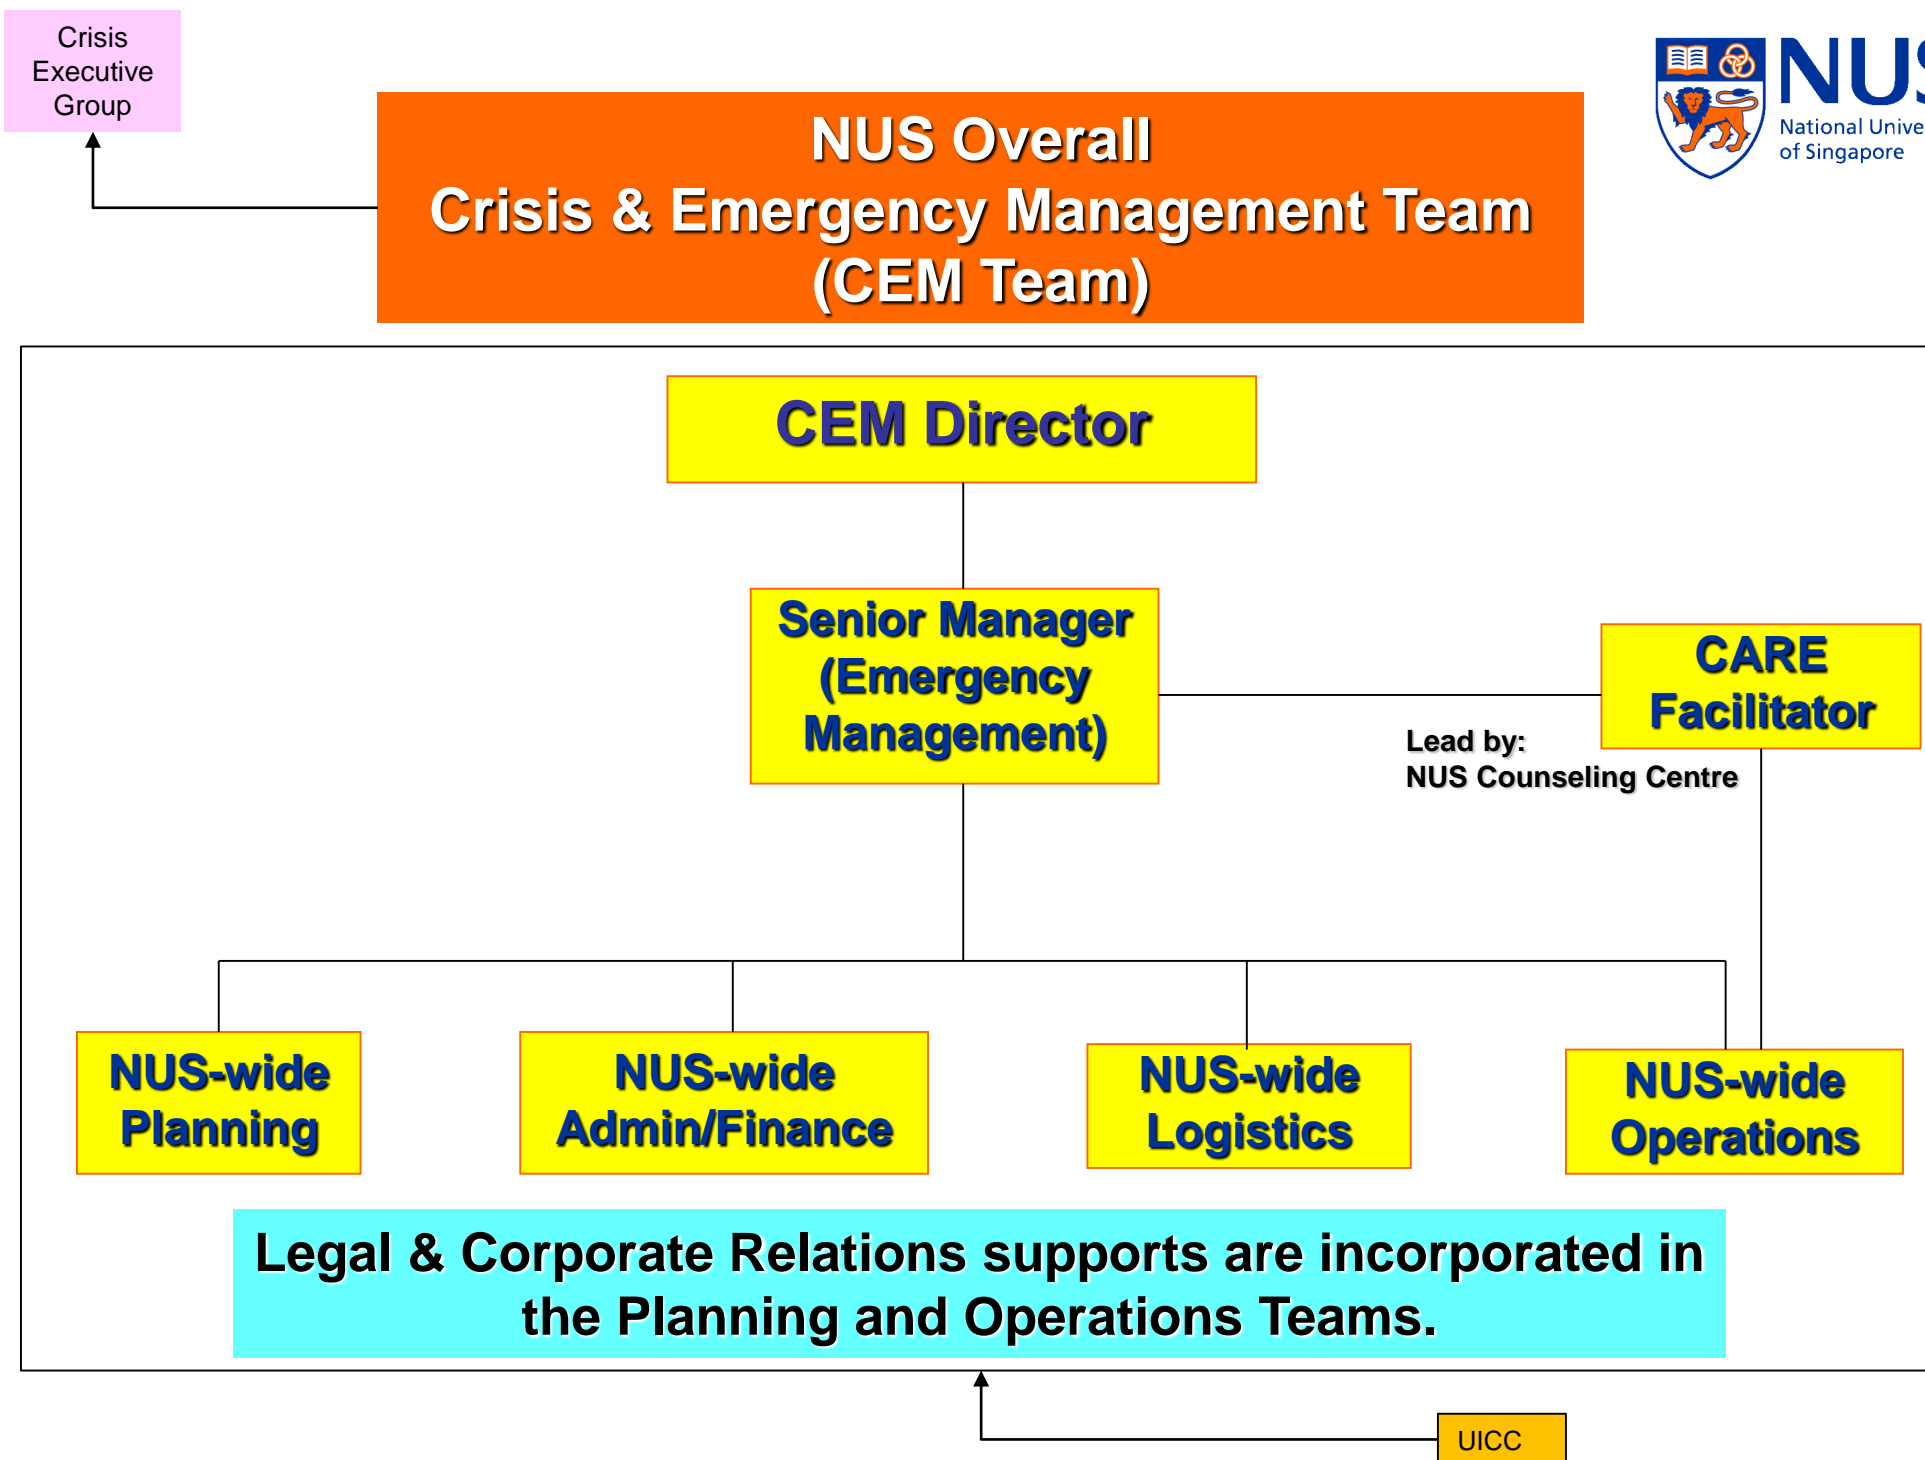 Crisis
Executive
Group
NUS Overall
Crisis & Emergency Management Team
(CEM Team)
NUS
National Unive
of Singapore
CEM Director
Senior Manager
(Emergency
Management)
CARE
Facilitator
Lead by:
NUS Counseling Centre
NUS-wide
Planning
NUS-wide
Admin/Finance
NUS-wide
Logistics
NUS-wide
Operations
Legal & Corporate Relations supports are incorporated in
the Planning and Operations Teams.
UICC